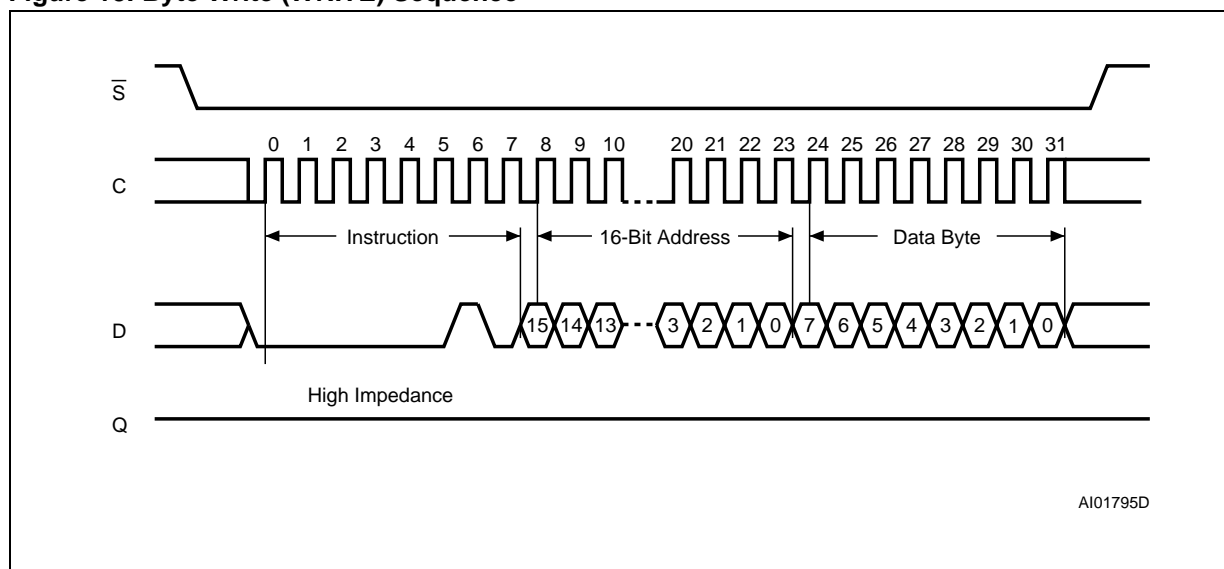 Figure 13. Byte Write (WRITE) Sequence
S
0 1 2 3 4 5 6 7 8 9 10 20 21 22 23 24 25 26 27 28 29 30 31
C
Instruction 16-Bit Address Data Byte
D 15 14 13 3 2 1 0 7 6 5 4 3 2 1 0
High Impedance
Q
AI01795D